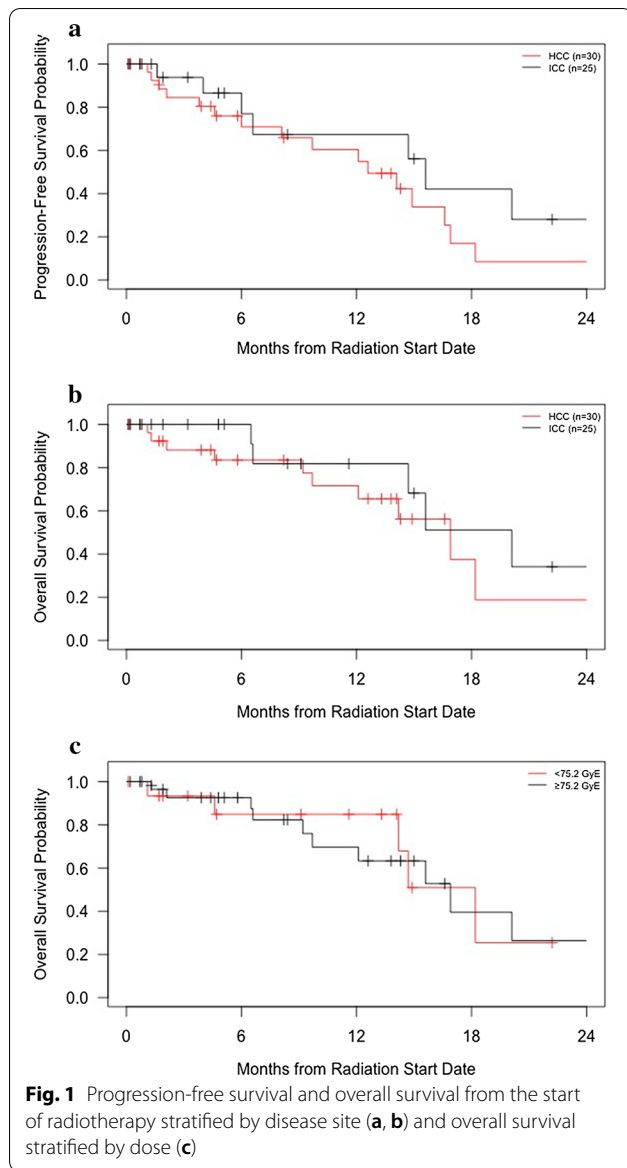 a
HCC (n=30)
ICC (n=25)
Progression-Free Survival Probability
1.0
0.8
0.6
0.4
0.2
0.0
0 6 12 18 24
Months from Radiation Start Date
b
HCC (n=30)
ICC (n=25)
Overall Survival Probability
1.0
0.8
0.6
0.4
0.2
0.0
0 6 12 18 24
Months from Radiation Start Date
c
<75.2 GyE
≥75.2 GyE
Overall Survival Probability
1.0
0.8
0.6
0.4
0.2
0.0
0 6 12 18 24
Months from Radiation Start Date
Fig. 1 Progression-free survival and overall survival from the start
of radiotherapy stratified by disease site (a, b) and overall survival
stratified by dose (c)